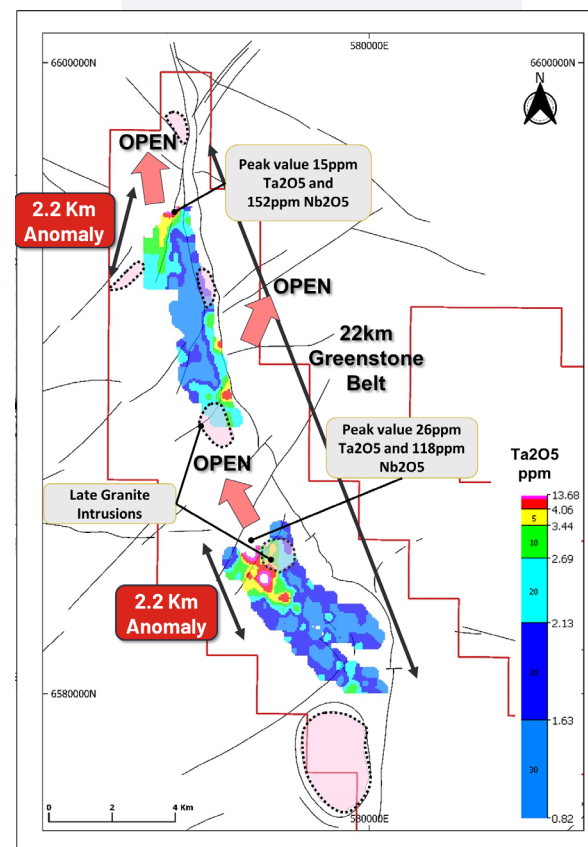 580000E
6600000N
6600000N
N
OPEN
Peak value 15ppm
Ta2O5 and
152ppm Nb2O5
2.2 Km
Anomaly
OPEN
22km
Greenstone
Belt
Peak value 26ppm
Ta2O5 and 118ppm
Nb2O5
OPEN
Late Granite
Intrusions
Ta2O5
ppm
13.68
4.06
5
3.44
10
2.69
20
2.13
1.63
30
0.82
2.2 Km
Anomaly
6580000N
0
2
4 Km
580000E